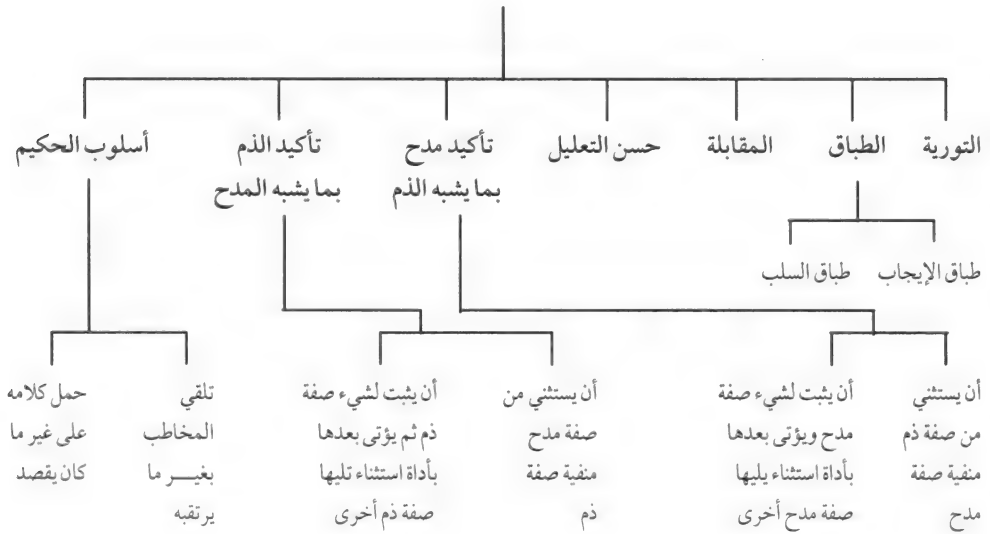 التورية
الطباق
المقابلة
حسن التعليل
تأكيد مدح
بما يشبه الذم
تأكيد الذم
بما يشبه المدح
أسلوب الحكيم
طباق الإيجاب
طباق السلب
أن يستثني
من صفة ذم
منفية صفة
مدح
أن يثبت لشيء صفة
مدح ويؤتى بعدها
بأداة استثناء يليها
صفة مدح أخرى
أن يستثني من
صفة مدح
منفية صفة
ذم
أن يثبت لشيء صفة
ذم ثم يؤتى بعدها
بأداة استثناء تليها
صفة ذم أخرى
تلقي
المخاطب
بغيـــر ما
يرتقبه
حمل كلامه
على غير ما
كان يقصد